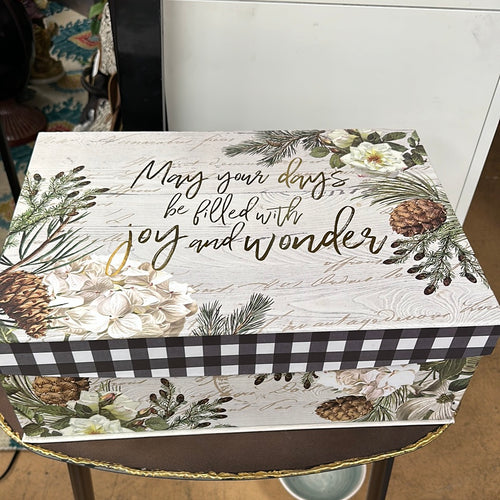 May your days
be filled with
joy and wonder